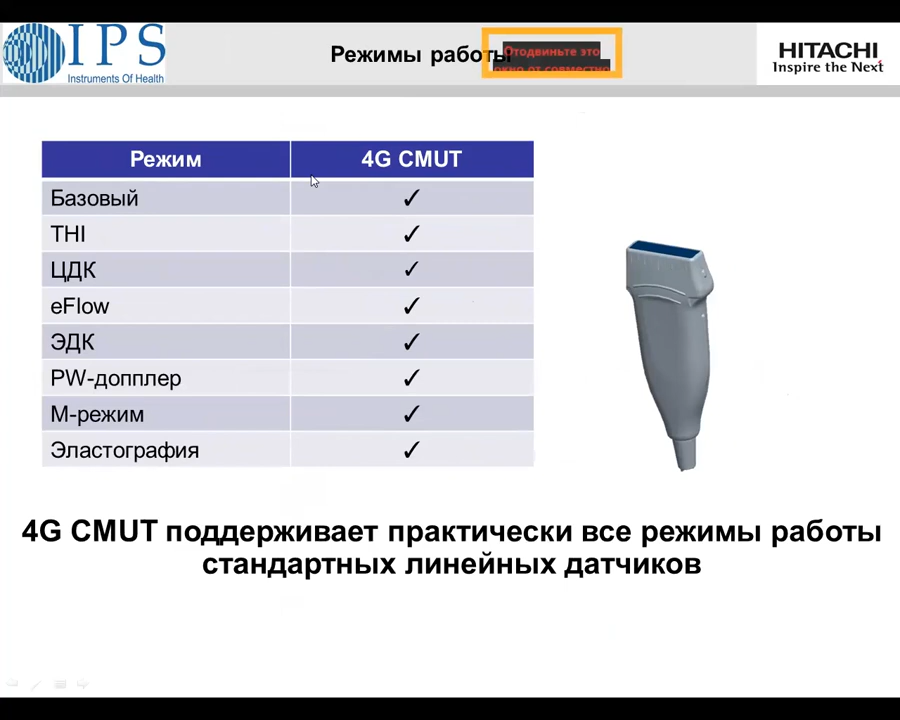 IPS
Instruments Of Health
Режимы работы
Отодвиньте это
окно от совместно
HITACHI
Inspire the Next
Режим
4G CMUT
Базовый
✓
THI
✓
ЦДК
✓
eFlow
✓
ЭДК
✓
PW-допплер
✓
М-режим
✓
Эластография
✓
4G CMUT поддерживает практически все режимы работы
стандартных линейных датчиков